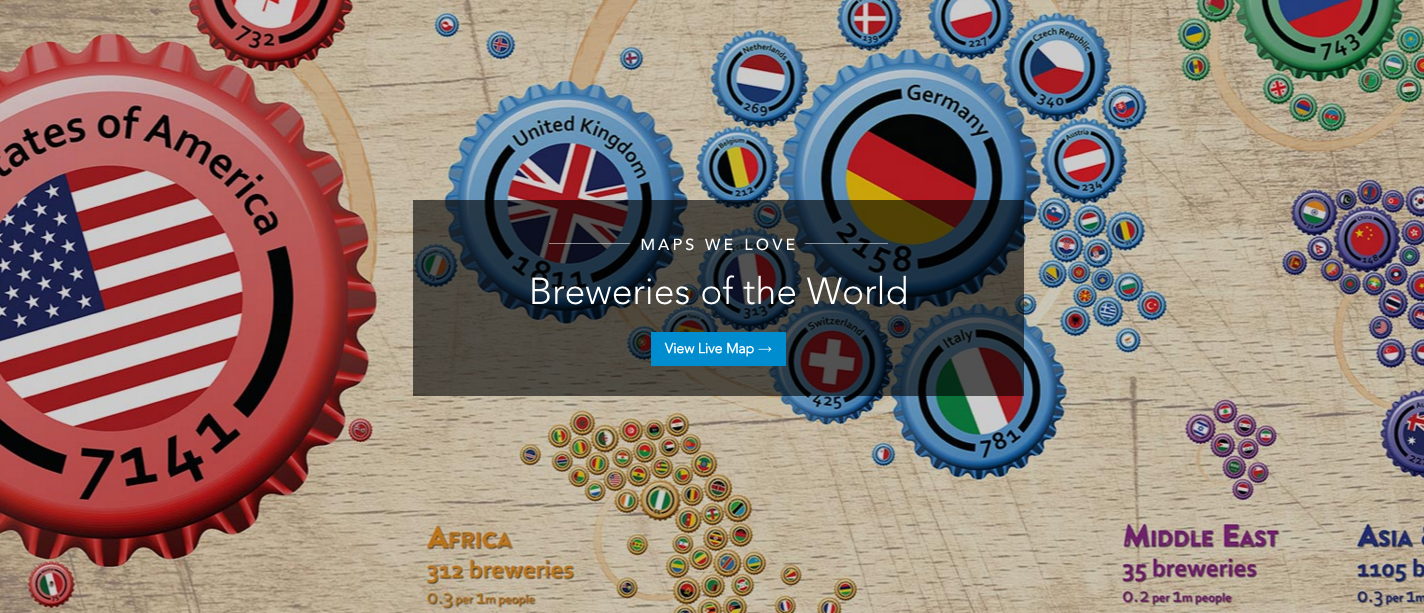 732
tates of America
7141
United Kingdom
1811
Netherlands
269
Belgium
212
139
227
Czech Republic
340
Germany
2158
Austria
234
743
313
Switzerland
425
Italy
781
MAPS WE LOVE
Breweries of the World
View Live Map →
AFRICA
312 breweries
0.3 per 1m people
MIDDLE EAST
35 breweries
0.2 per 1m people
ASIA
1105 b
0.3 per 1m